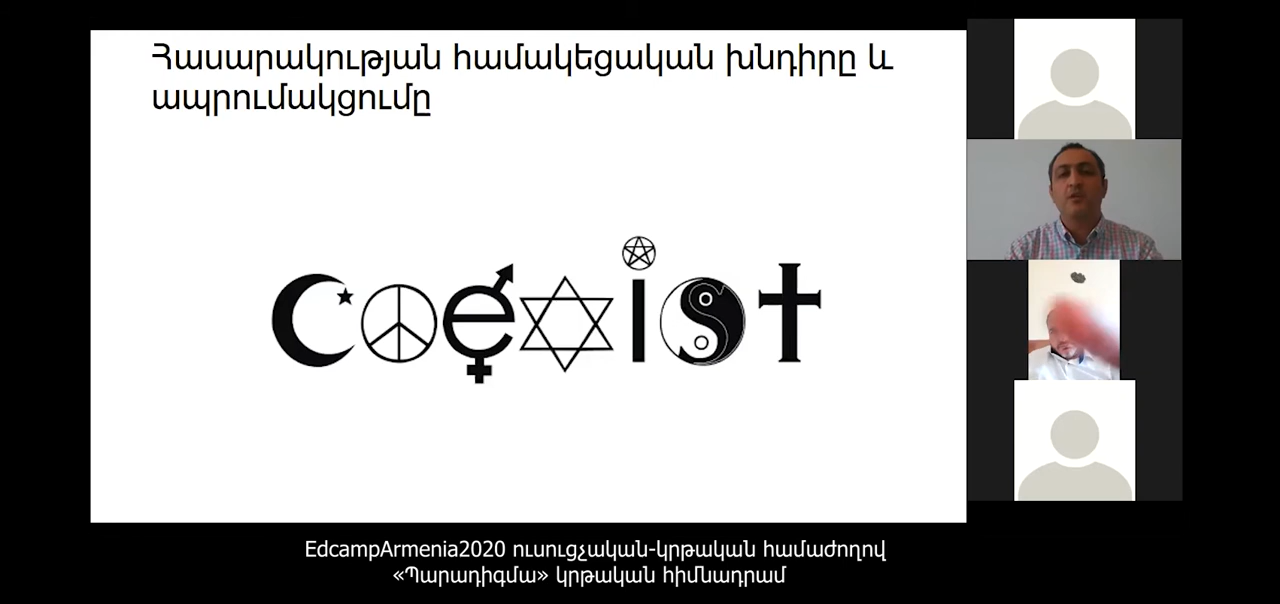 Հասարակության համակեցական խնդիրը և
ապրումակցումը
coexist
EdcampArmenia2020 ուսուցչական-կրթական համաժողով
«Պարադիգմա» կրթական հիմնադրամ